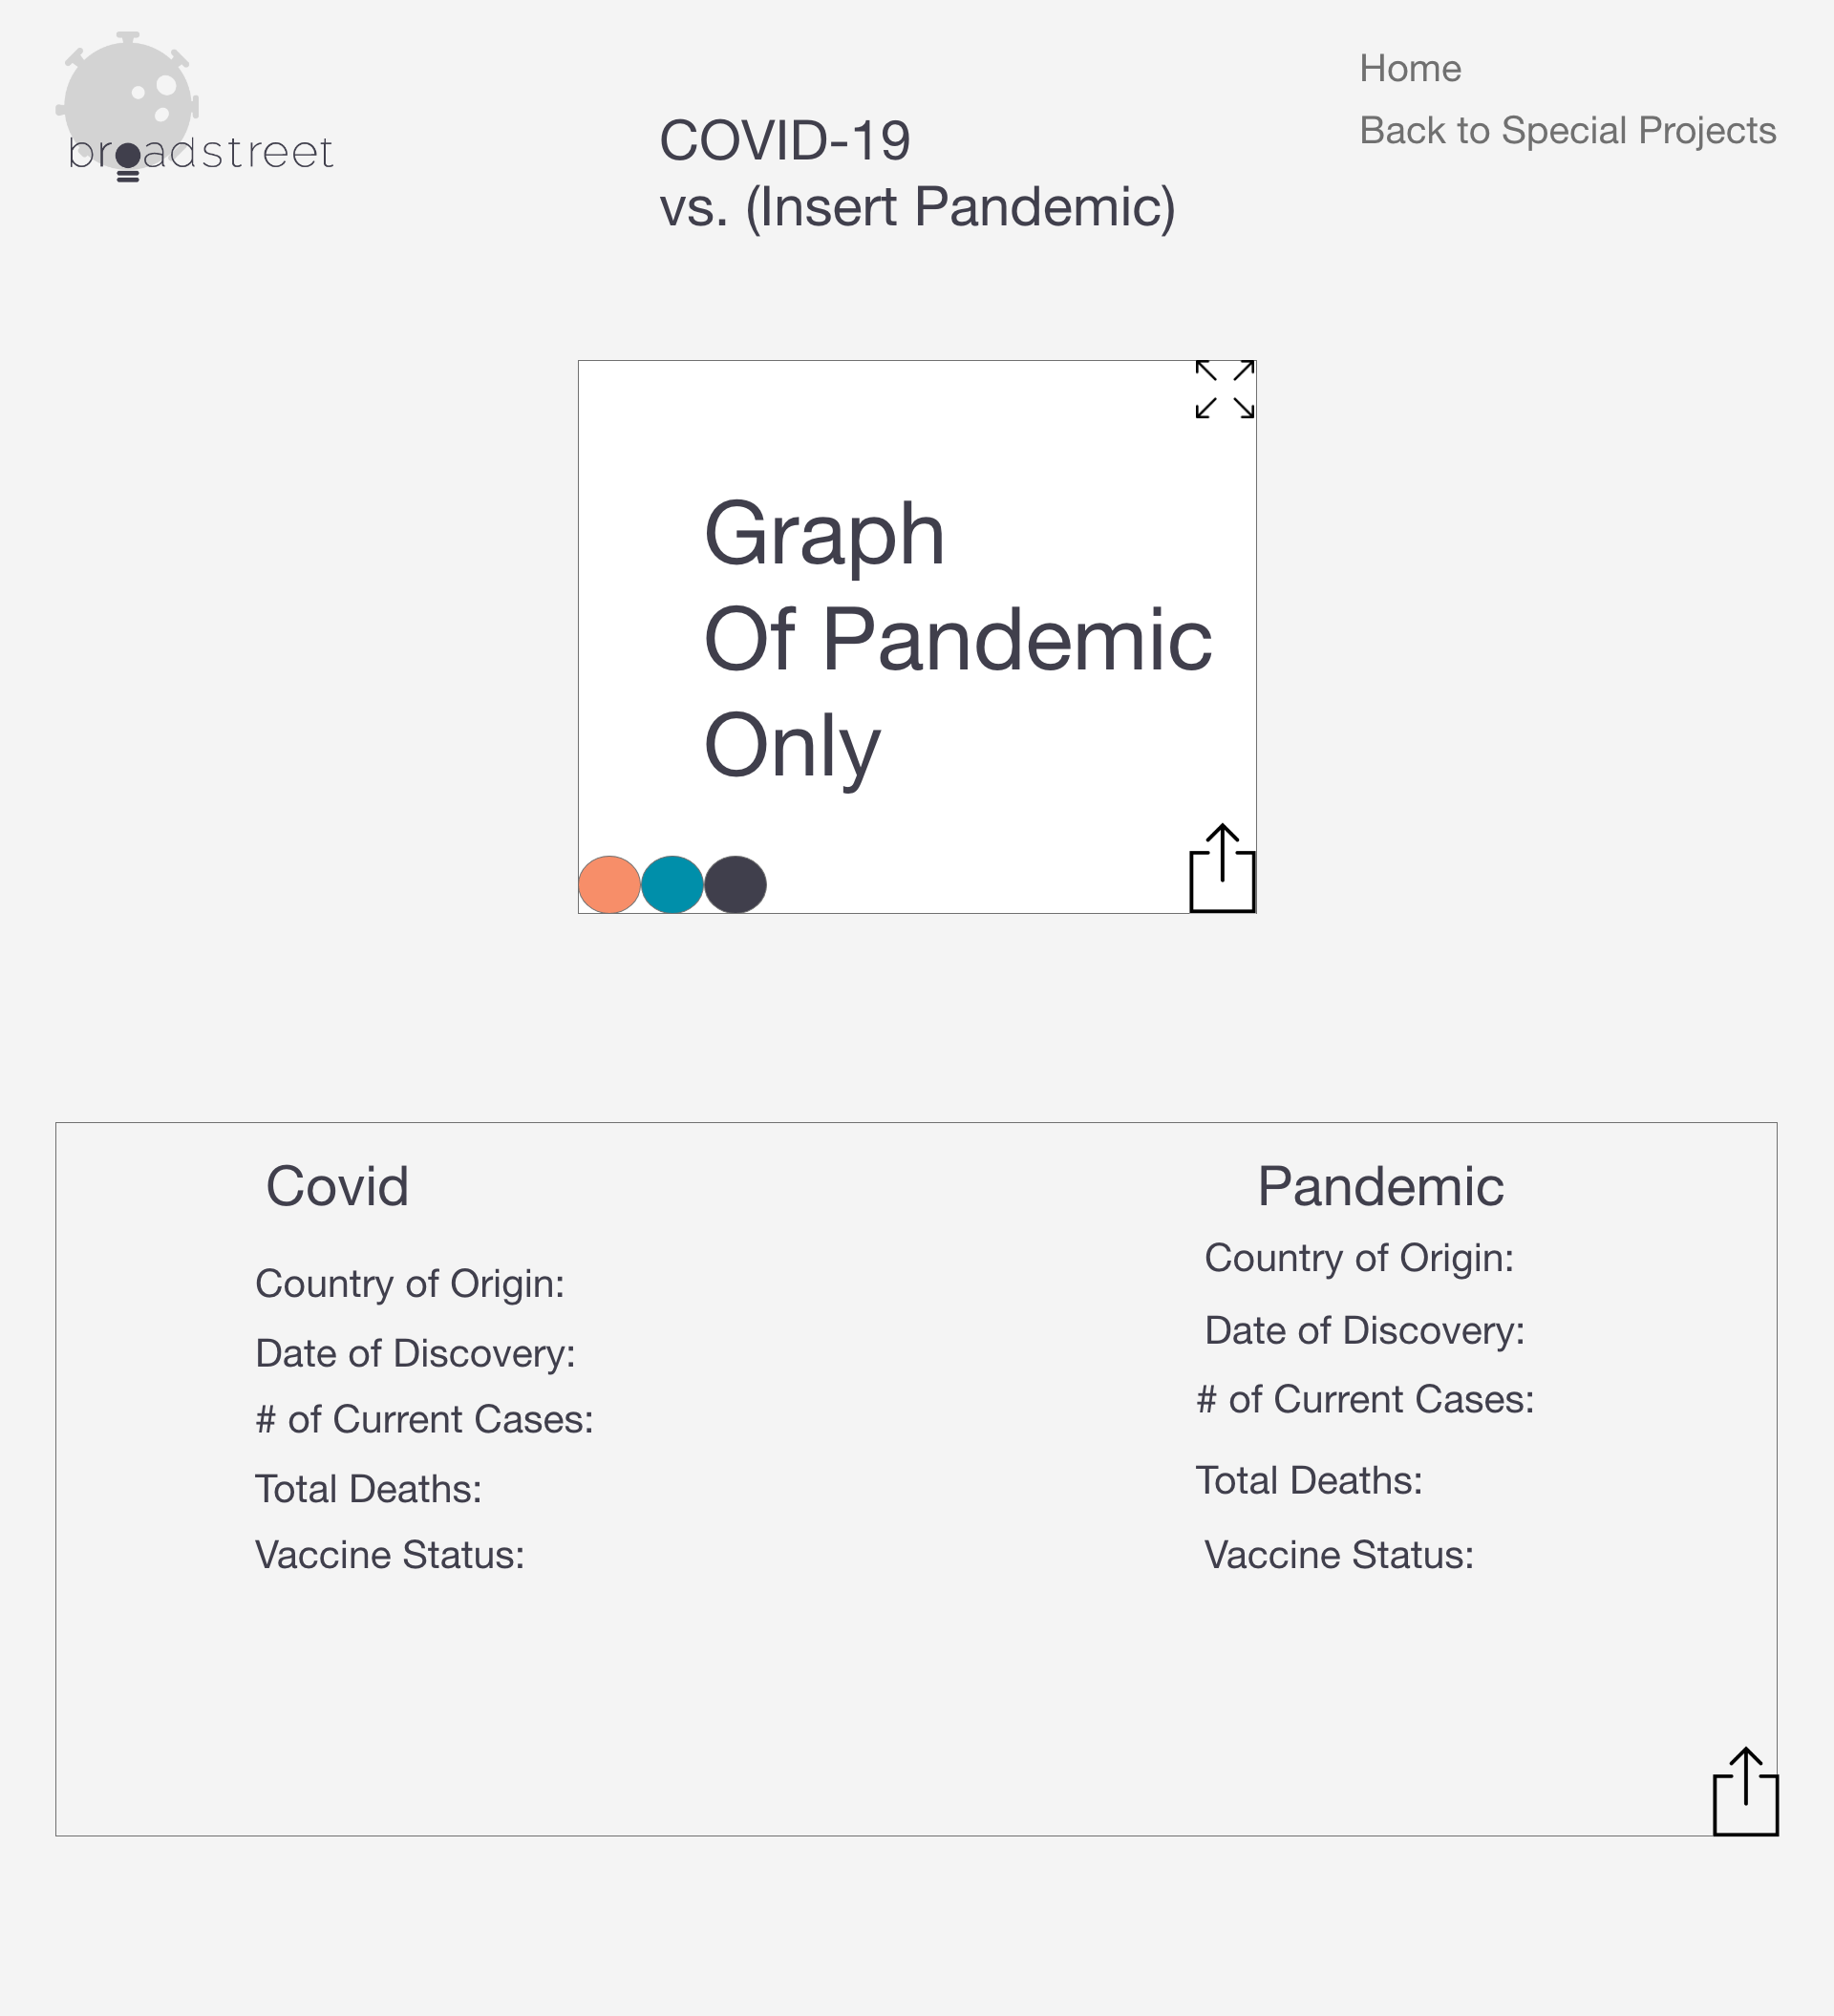 broadstreet
Home
Back to Special Projects
COVID-19
vs. (Insert Pandemic)
Graph
Of Pandemic
Only
Covid
Country of Origin:
Date of Discovery:
# of Current Cases:
Total Deaths:
Vaccine Status:
Pandemic
Country of Origin:
Date of Discovery:
# of Current Cases:
Total Deaths:
Vaccine Status: